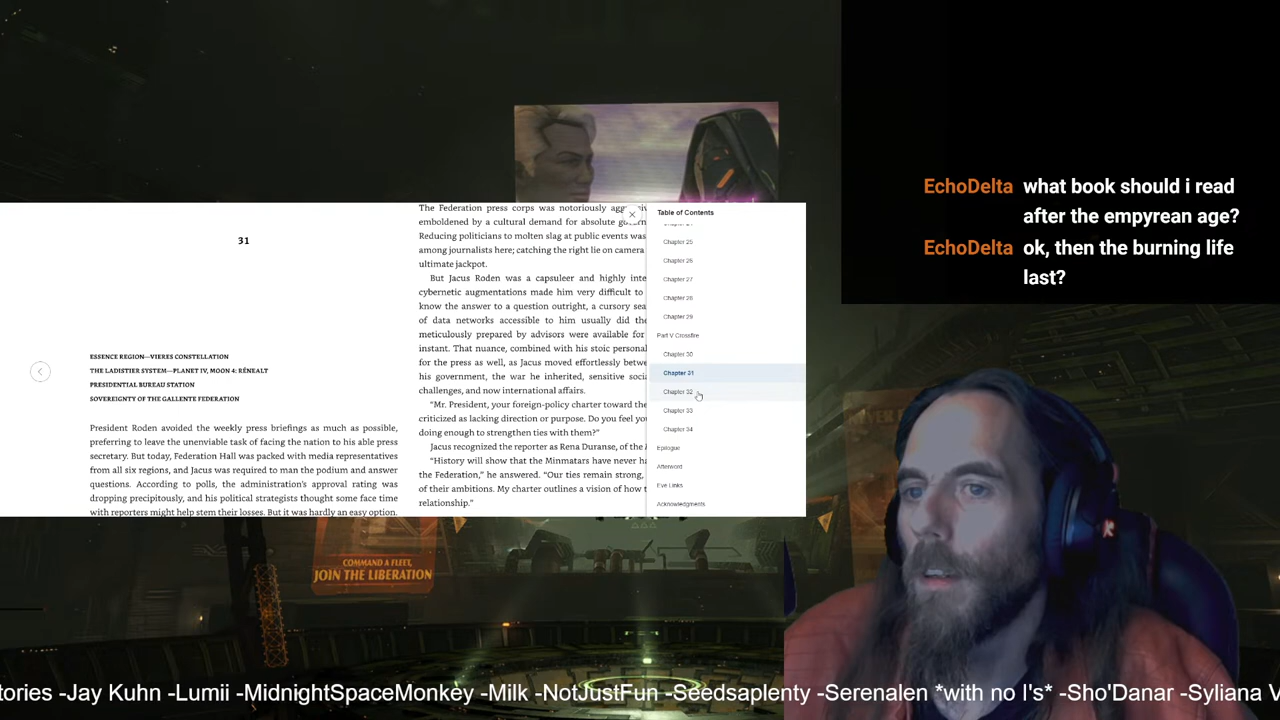 EchoDelta what book should i read
after the empyrean age?
EchoDelta ok, then the burning life
last?
31
ESSENCE REGION—VIERES CONSTELLATION
THE LADISTIER SYSTEM—PLANET IV, MOON 4: RÉNEALT
PRESIDENTIAL BUREAU STATION
SOVEREIGNTY OF THE GALLENTE FEDERATION
President Roden avoided the weekly press briefings as much as possible,
preferring to leave the unenviable task of facing the nation to his able press
secretary. But today, Federation Hall was packed with media representatives
from all six regions, and Jacus was required to man the podium and answer
questions. According to polls, the administration's approval rating was
dropping precipitously, and his political strategists thought some face time
with reporters might help stem their losses. But it was hardly an easy option.
The Federation press corps was notoriously
emboldened by a cultural demand for absolute
Reducing politicians to molten slag at public events was
among journalists here; catching the right lie on camera
ultimate jackpot.
But Jacus Roden was a capsuleer and highly inte
cybernetic augmentations made him very difficult to
know the answer to a question outright, a cursory sea
of data networks accessible to him usually did the
meticulously prepared by advisors were available for
instant. That nuance, combined with his stoic personal
for the press as well, as Jacus moved effortlessly betwe
his government, the war he inherited, sensitive socia
challenges, and now international affairs.
“Mr. President, your foreign-policy charter toward the
criticized as lacking direction or purpose. Do you feel yo
doing enough to strengthen ties with them?”
Jacus recognized the reporter as Rena Duranse, of the
“History will show that the Minmatars have never ha
the Federation,” he answered. “Our ties remain strong,
of their ambitions. My charter outlines a vision of how t
relationship.”
Table of Contents
Chapter 25
Chapter 26
Chapter 27
Chapter 28
Chapter 29
Part V Crossfire
Chapter 30
Chapter 31
Chapter 32
Chapter 33
Chapter 34
Epilogue
Afterword
Eve Links
Acknowledgments
COMMAND A FLEET,
JOIN THE LIBERATION
tories -Jay Kuhn -Lumii -MidnightSpaceMonkey -Milk -NotJustFun -Seedsaplenty -Serenalen *with no I's* -Sho'Danar -Syliana V